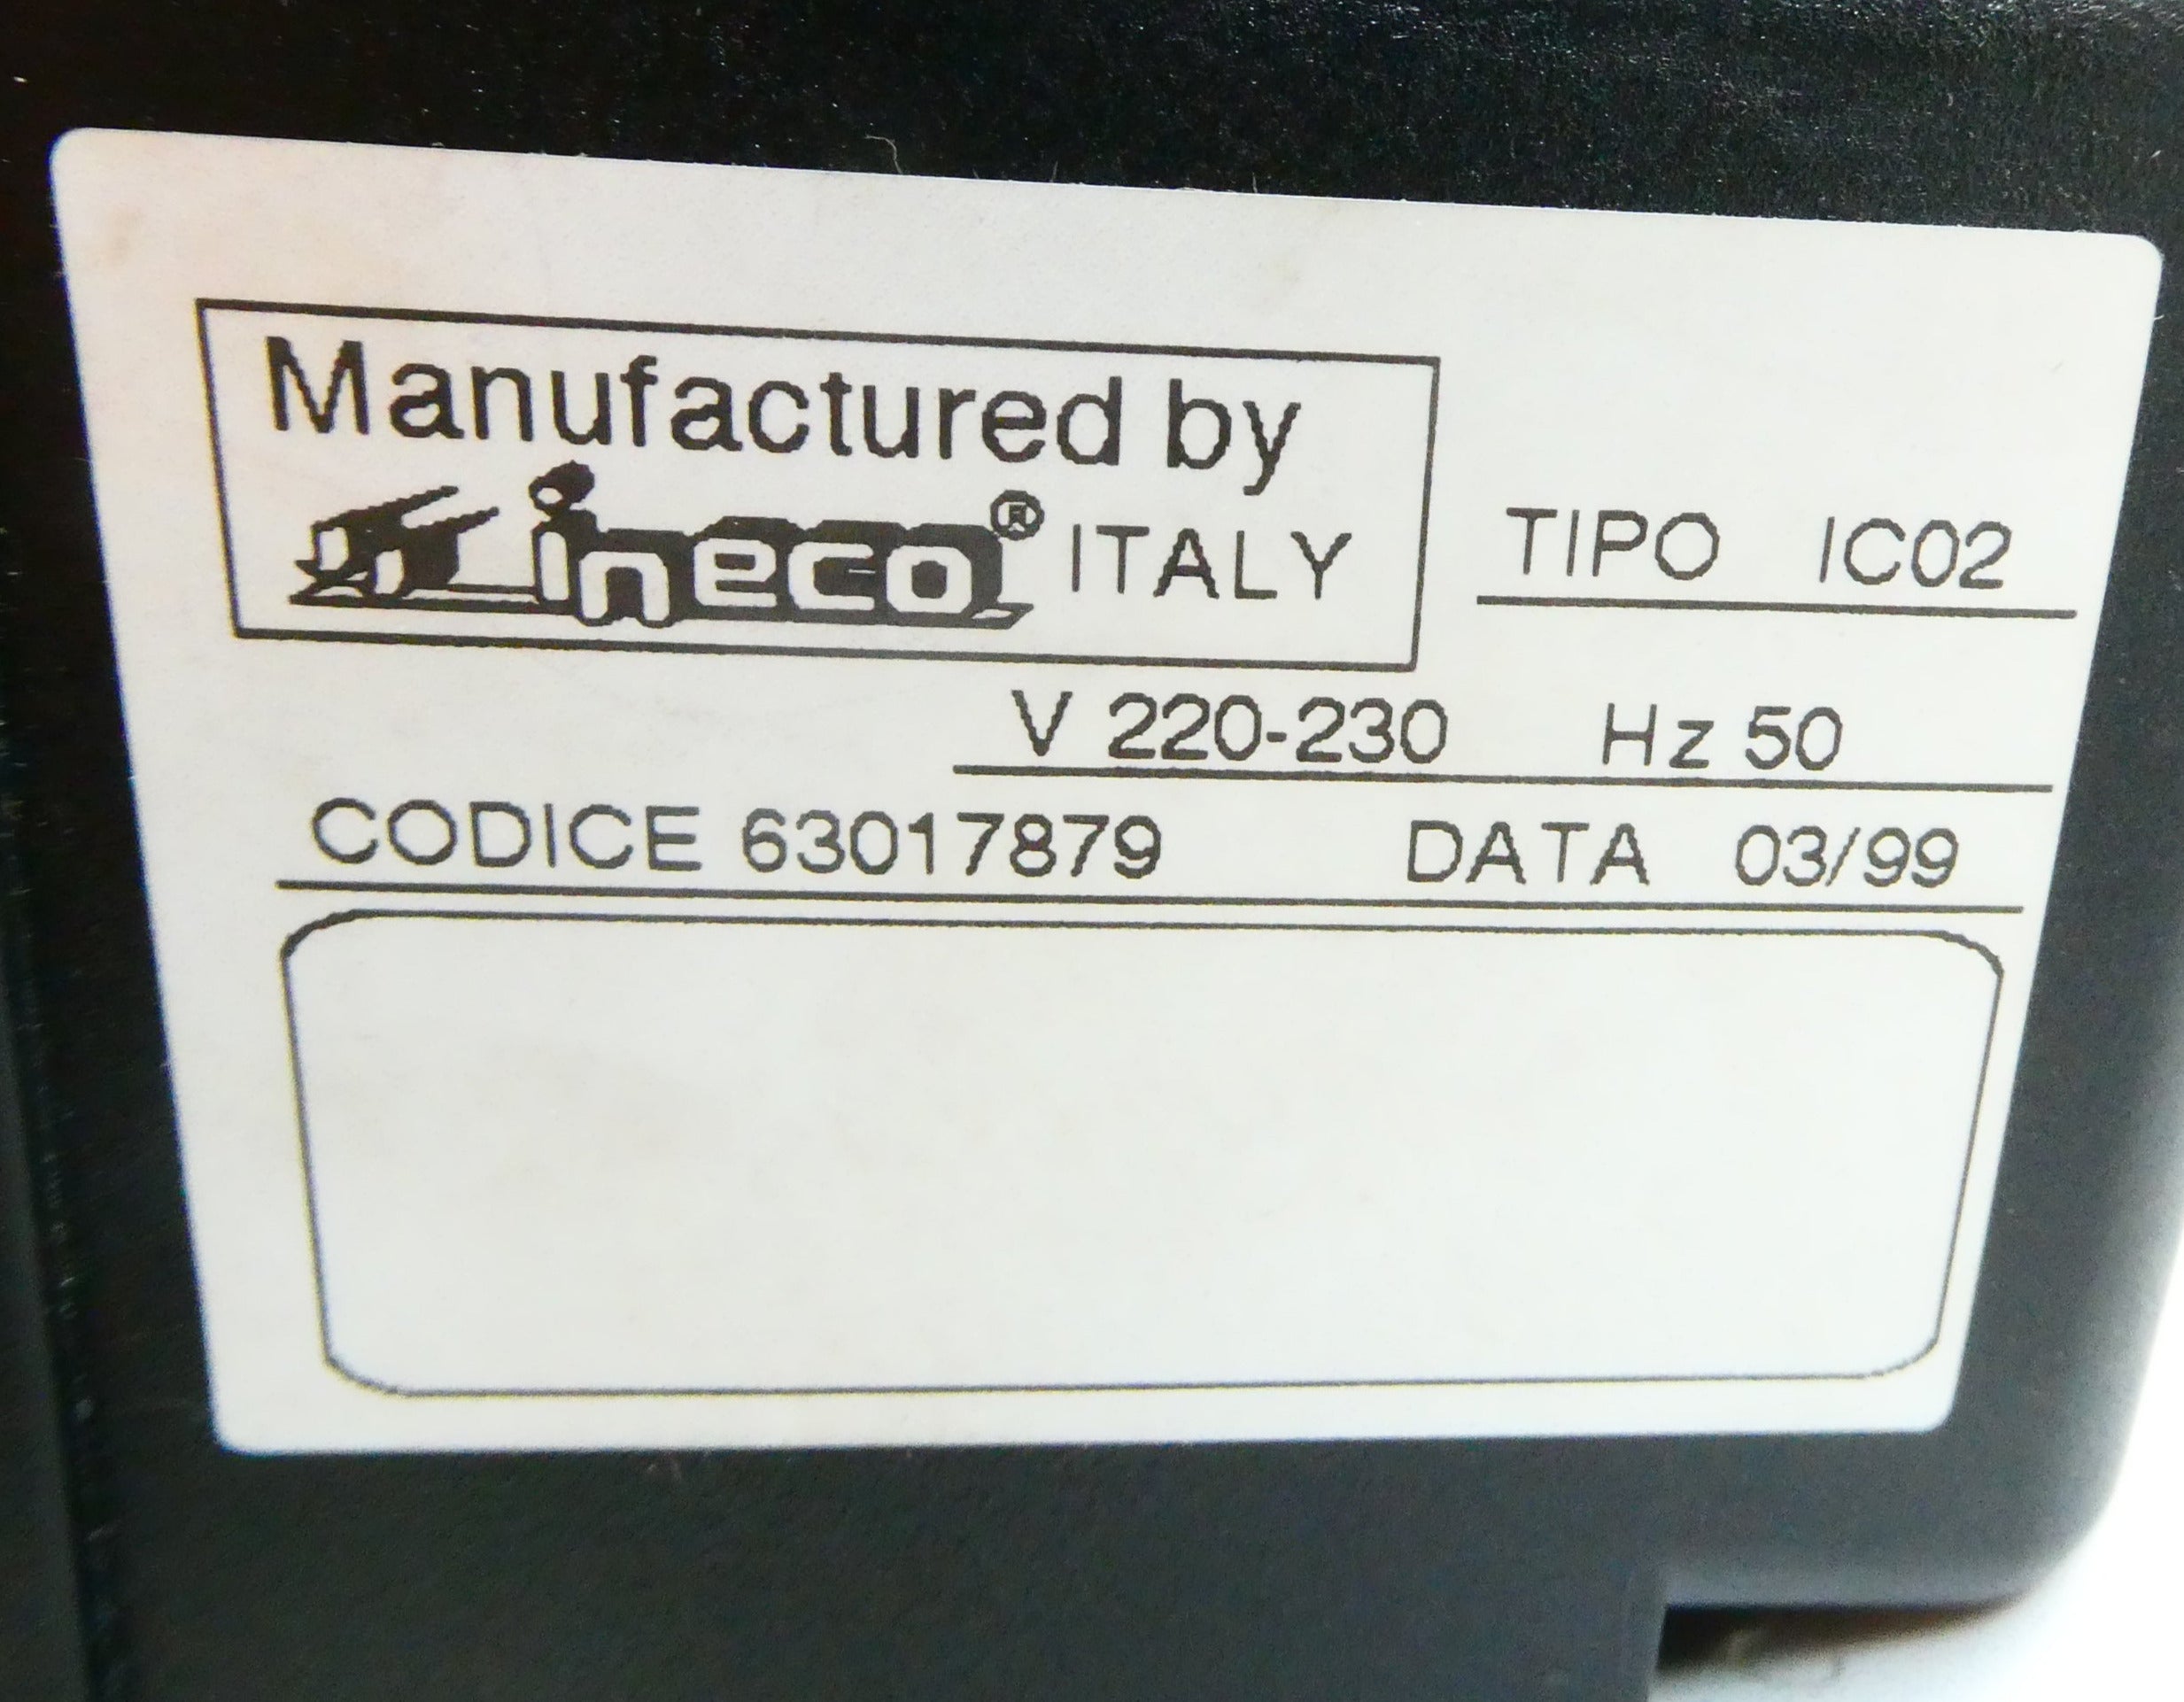 Manufactured by
ineco® ITALY
TIPO IC02
V 220-230 Hz 50
CODICE 63017879 DATA 03/99